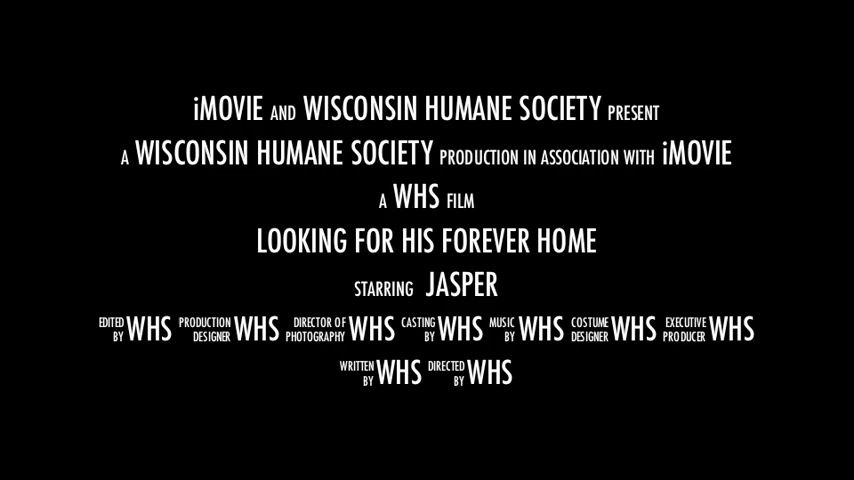 iMOVIE AND WISCONSIN HUMANE SOCIETY PRESENT
A WISCONSIN HUMANE SOCIETY PRODUCTION IN ASSOCIATION WITH iMOVIE
A WHS FILM
LOOKING FOR HIS FOREVER HOME
STARRING JASPER
EDITED BY WHS PRODUCTION DESIGNER WHS DIRECTOR OF PHOTOGRAPHY WHS CASTING BY WHS MUSIC BY WHS COSTUME DESIGNER WHS EXECUTIVE PRODUCER WHS
WRITTEN BY WHS DIRECTED BY WHS